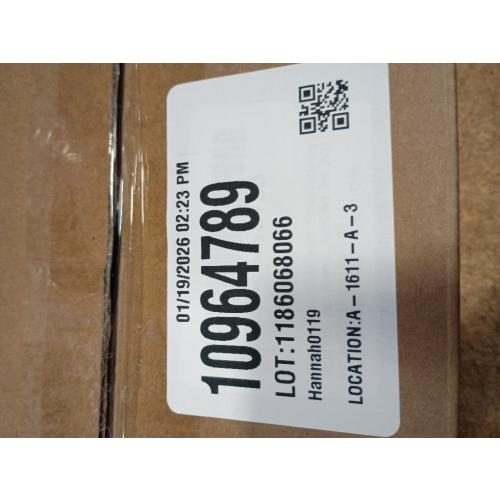 01/19/2026 02:23 PM
10964789
LOT:1186068066
Hannah0119
LOCATION:A-1611-A-3